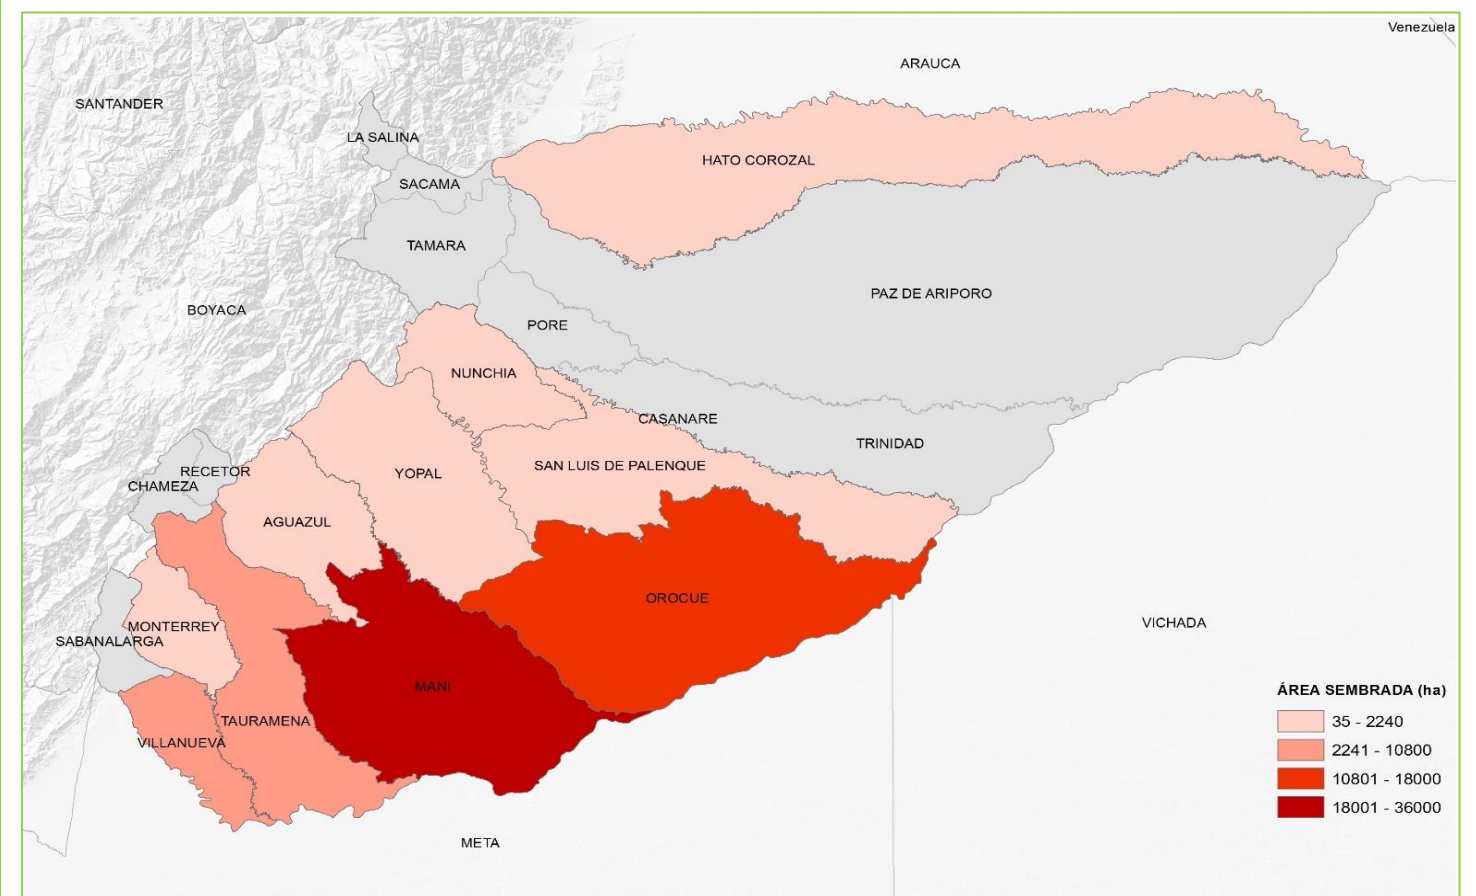 Venezuela
ARAUCA
SANTANDER
LA SALINA
HATO COROZAL
SACAMA
TAMARA
PAZ DE ARIPORO
BOYACA
PORE
NUNCHIA
CASANARE
TRINIDAD
SAN LUIS DE PALENQUE
YOPAL
RECETOR
CHAMEZA
AGUAZUL
OROCUE
VICHADA
MONTERREY
SABANALARGA
MANI
TAURAMENA
VILLANUEVA
META
ÁREA SEMBRADA (ha)
35 - 2240
2241 - 10800
10801 - 18000
18001 - 36000